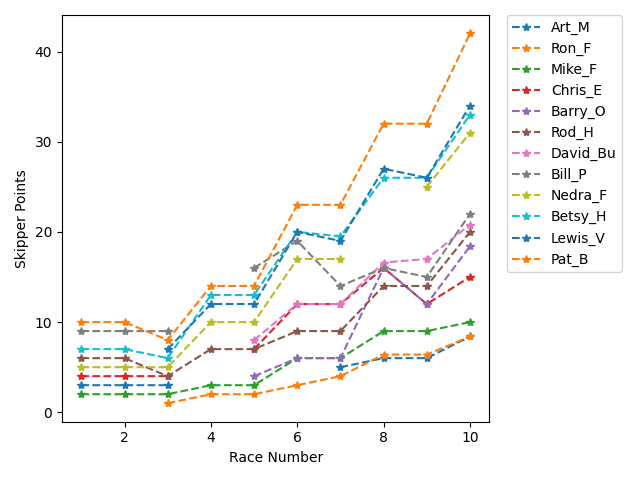 40
30
20
10
0
Skipper Points
2 4 6 8 10
Race Number
Art_M
Ron_F
Mike_F
Chris_E
Barry_O
Rod_H
David_Bu
Bill_P
Nedra_F
Betsy_H
Lewis_V
Pat_B